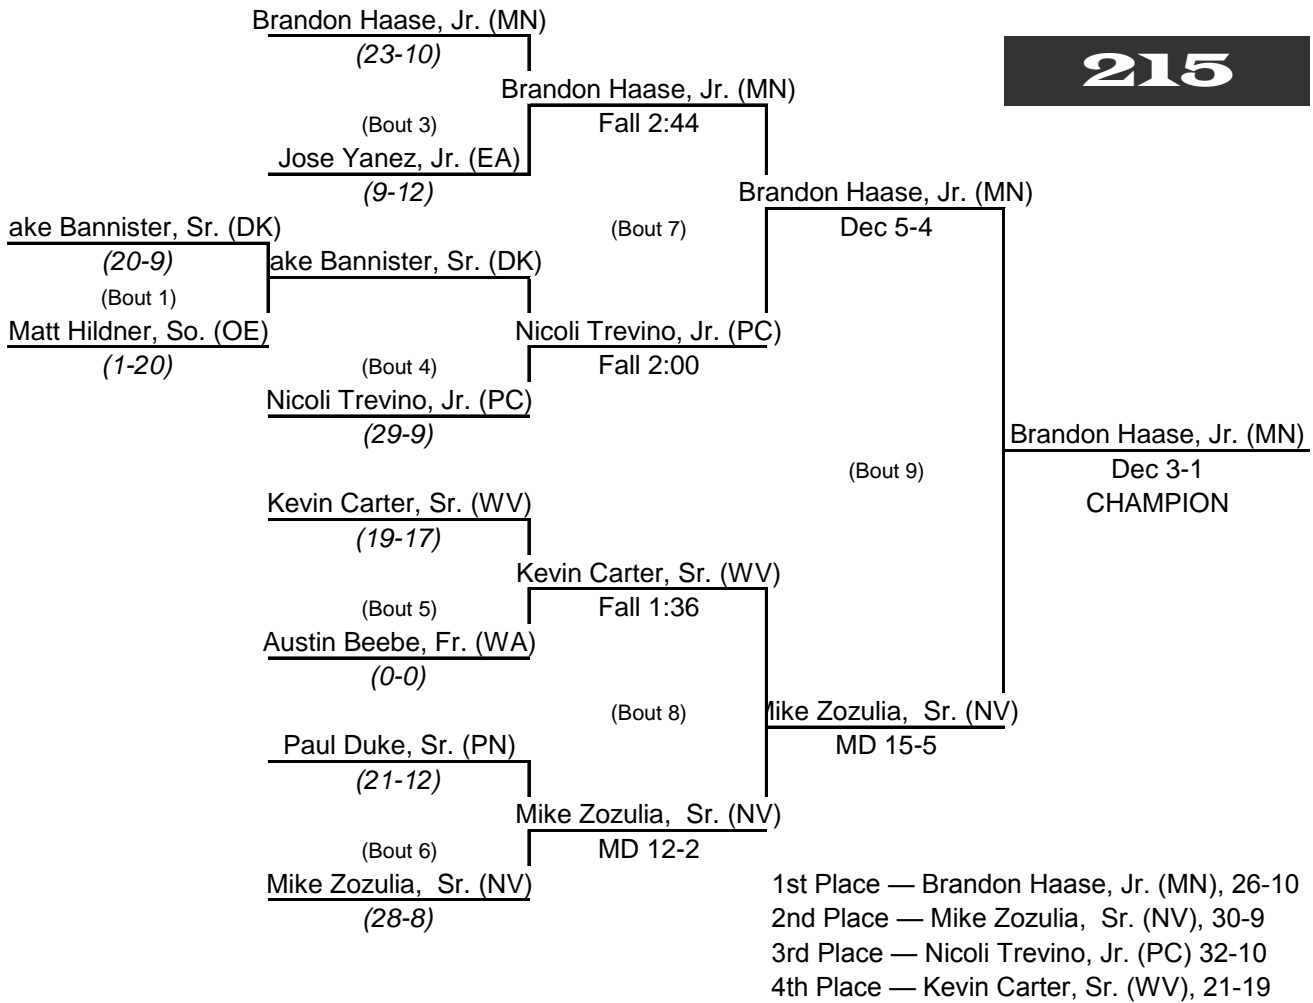 Brandon Haase, Jr. (MN)
(23-10)
215
Brandon Haase, Jr. (MN)
(Bout 3)
Fall 2:44
Jose Yanez, Jr. (EA)
(9-12)
Brandon Haase, Jr. (MN)
ake Bannister, Sr. (DK)
(Bout 7)
Dec 5-4
(20-9)
ake Bannister, Sr. (DK)
(Bout 1)
Matt Hildner, So. (OE)
Nicoli Trevino, Jr. (PC)
(1-20)
(Bout 4)
Fall 2:00
Nicoli Trevino, Jr. (PC)
(29-9)
Brandon Haase, Jr. (MN)
(Bout 9)
Dec 3-1
Kevin Carter, Sr. (WV)
CHAMPION
(19-17)
Kevin Carter, Sr. (WV)
(Bout 5)
Fall 1:36
Austin Beebe, Fr. (WA)
(0-0)
(Bout 8)
Mike Zozulia, Sr. (NV)
Paul Duke, Sr. (PN)
MD 15-5
(21-12)
Mike Zozulia, Sr. (NV)
(Bout 6)
MD 12-2
Mike Zozulia, Sr. (NV)
(28-8)
1st Place — Brandon Haase, Jr. (MN), 26-10
2nd Place — Mike Zozulia, Sr. (NV), 30-9
3rd Place — Nicoli Trevino, Jr. (PC) 32-10
4th Place — Kevin Carter, Sr. (WV), 21-19